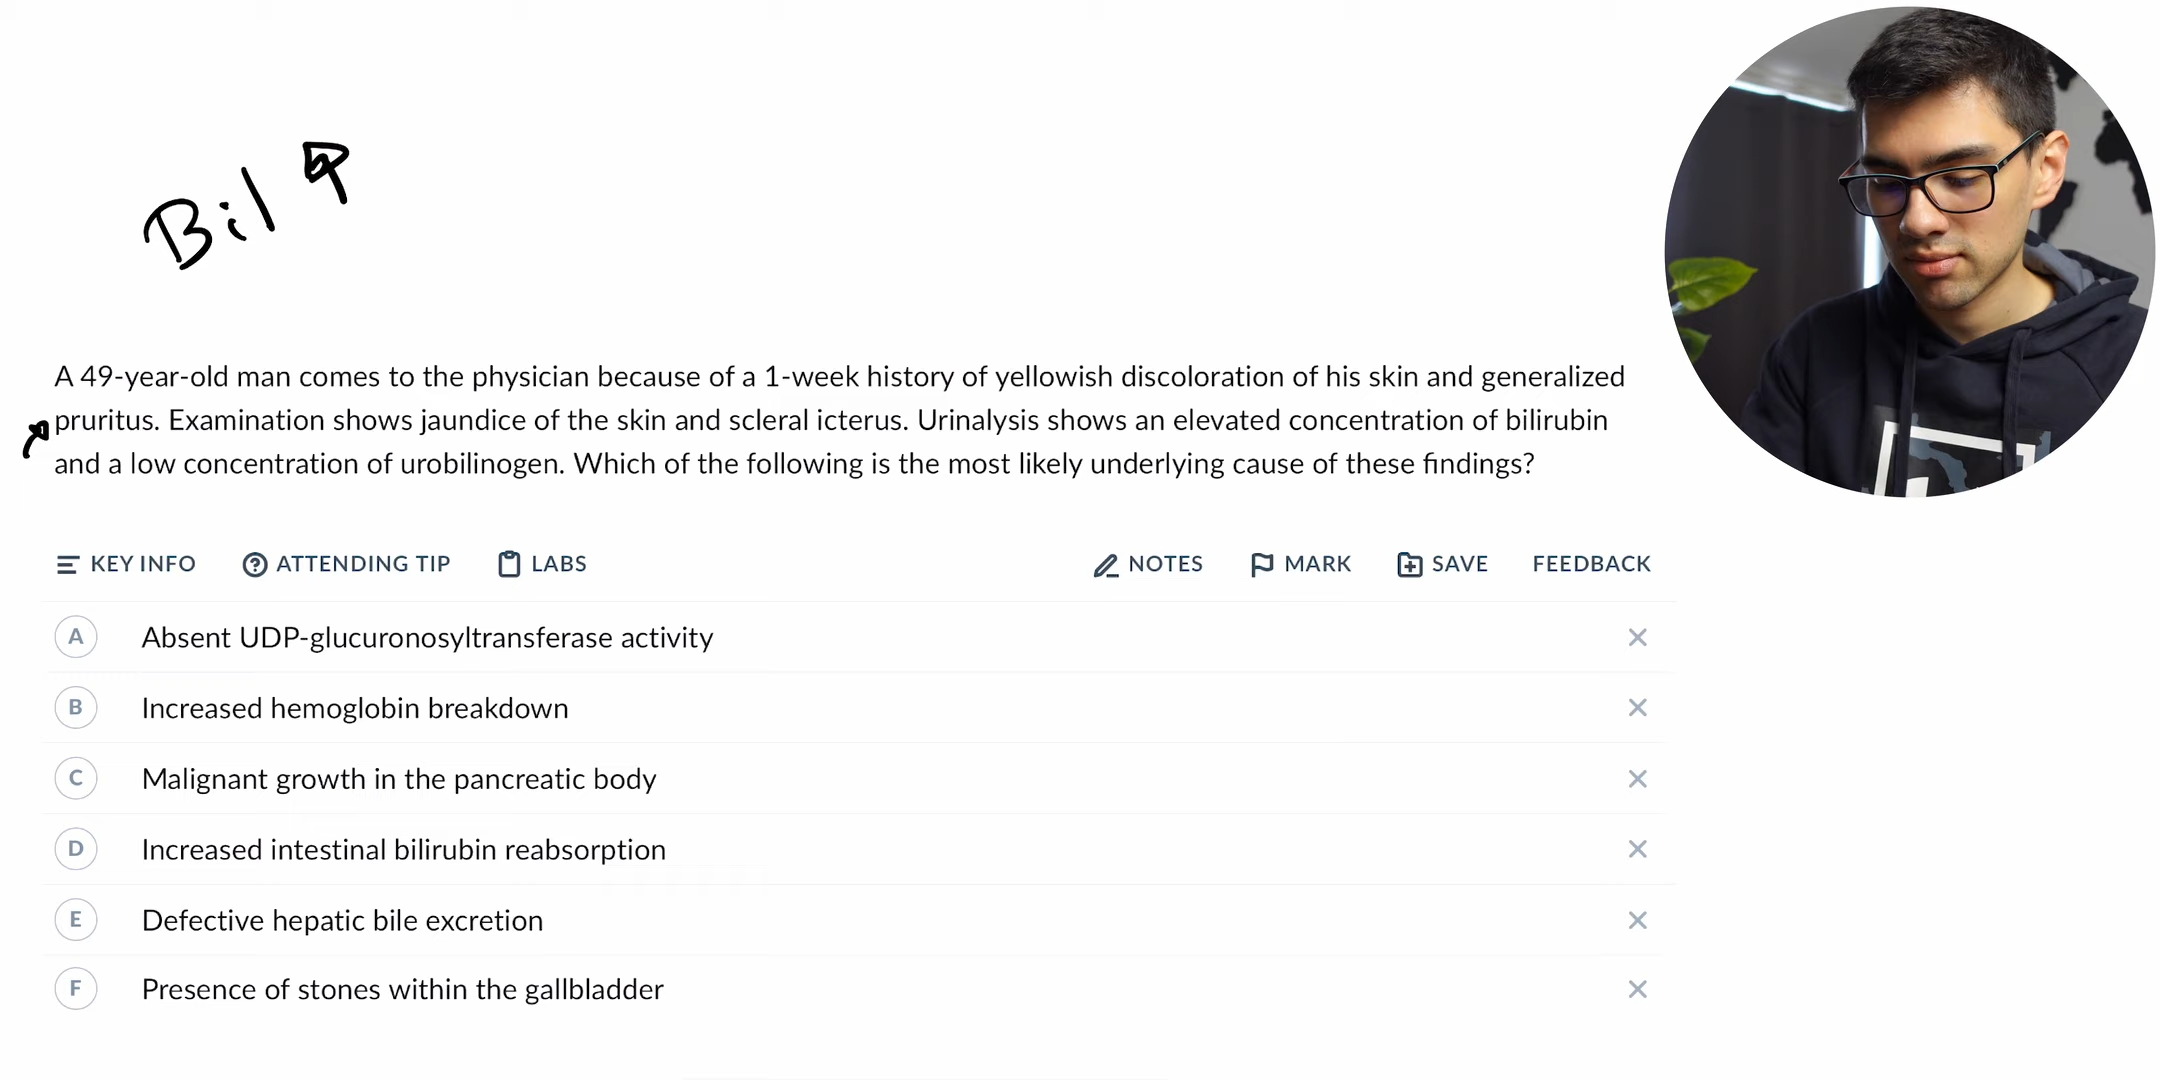 Bil
A 49-year-old man comes to the physician because of a 1-week history of yellowish discoloration of his skin and generalized
pruritus. Examination shows jaundice of the skin and scleral icterus. Urinalysis shows an elevated concentration of bilirubin
and a low concentration of urobilinogen. Which of the following is the most likely underlying cause of these findings?
KEY INFO ATTENDING TIP LABS NOTES MARK SAVE FEEDBACK
A Absent UDP-glucuronosyltransferase activity
B Increased hemoglobin breakdown
C Malignant growth in the pancreatic body
D Increased intestinal bilirubin reabsorption
E Defective hepatic bile excretion
F Presence of stones within the gallbladder